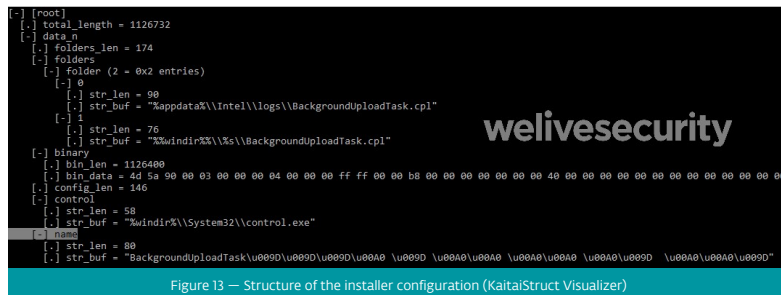 [-] [root]
[.] total_length = 1126732
[-] data_n
[.] folders_len = 174
[-] folders
[-] folder (2 = 0x2 entries)
[-] 0
[.] str_len = 90
[.] str_buf = "%appdata%\\Intel\\logs\\BackgroundUploadTask.cpl"
[-] 1
[.] str_len = 76
[.] str_buf = "%%windir%%\\%s\\BackgroundUploadTask.cpl"
[-] binary
[.] bin_len = 1126400
[.] bin_data = 4d 5a 90 00 03 00 00 00 04 00 00 00 ff ff 00 00 b8 00 00 00 00 00 00 00 40 00 00 00 00 00 00 00 00 00 00 00 00 00
[.] config_len = 146
[-] control
[.] str_len = 58
[.] str_buf = "%windir%\\System32\\control.exe"
[-] name
[.] str_len = 80
[.] str_buf = "BackgroundUploadTask\u009D\u009D\u009D\u00A0 \u009D \u00A0\u00A0 \u00A0\u00A0 \u00A0\u009D  \u00A0\u00A0\u009D"
welivesecurity
Figure 13 — Structure of the installer configuration (KaitaiStruct Visualizer)